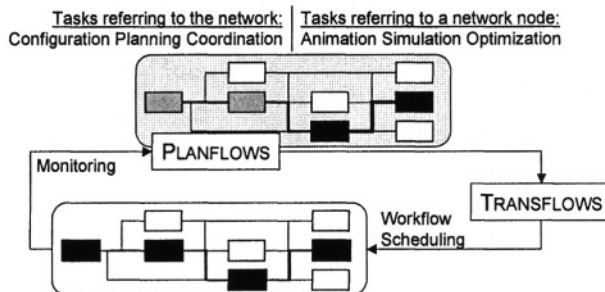 Tasks referring to the network:
Configuration Planning Coordination
Tasks referring to a network node:
Animation Simulation Optimization
PLANFLOWS
Monitoring
TRANSFLOWS
Workflow
Scheduling